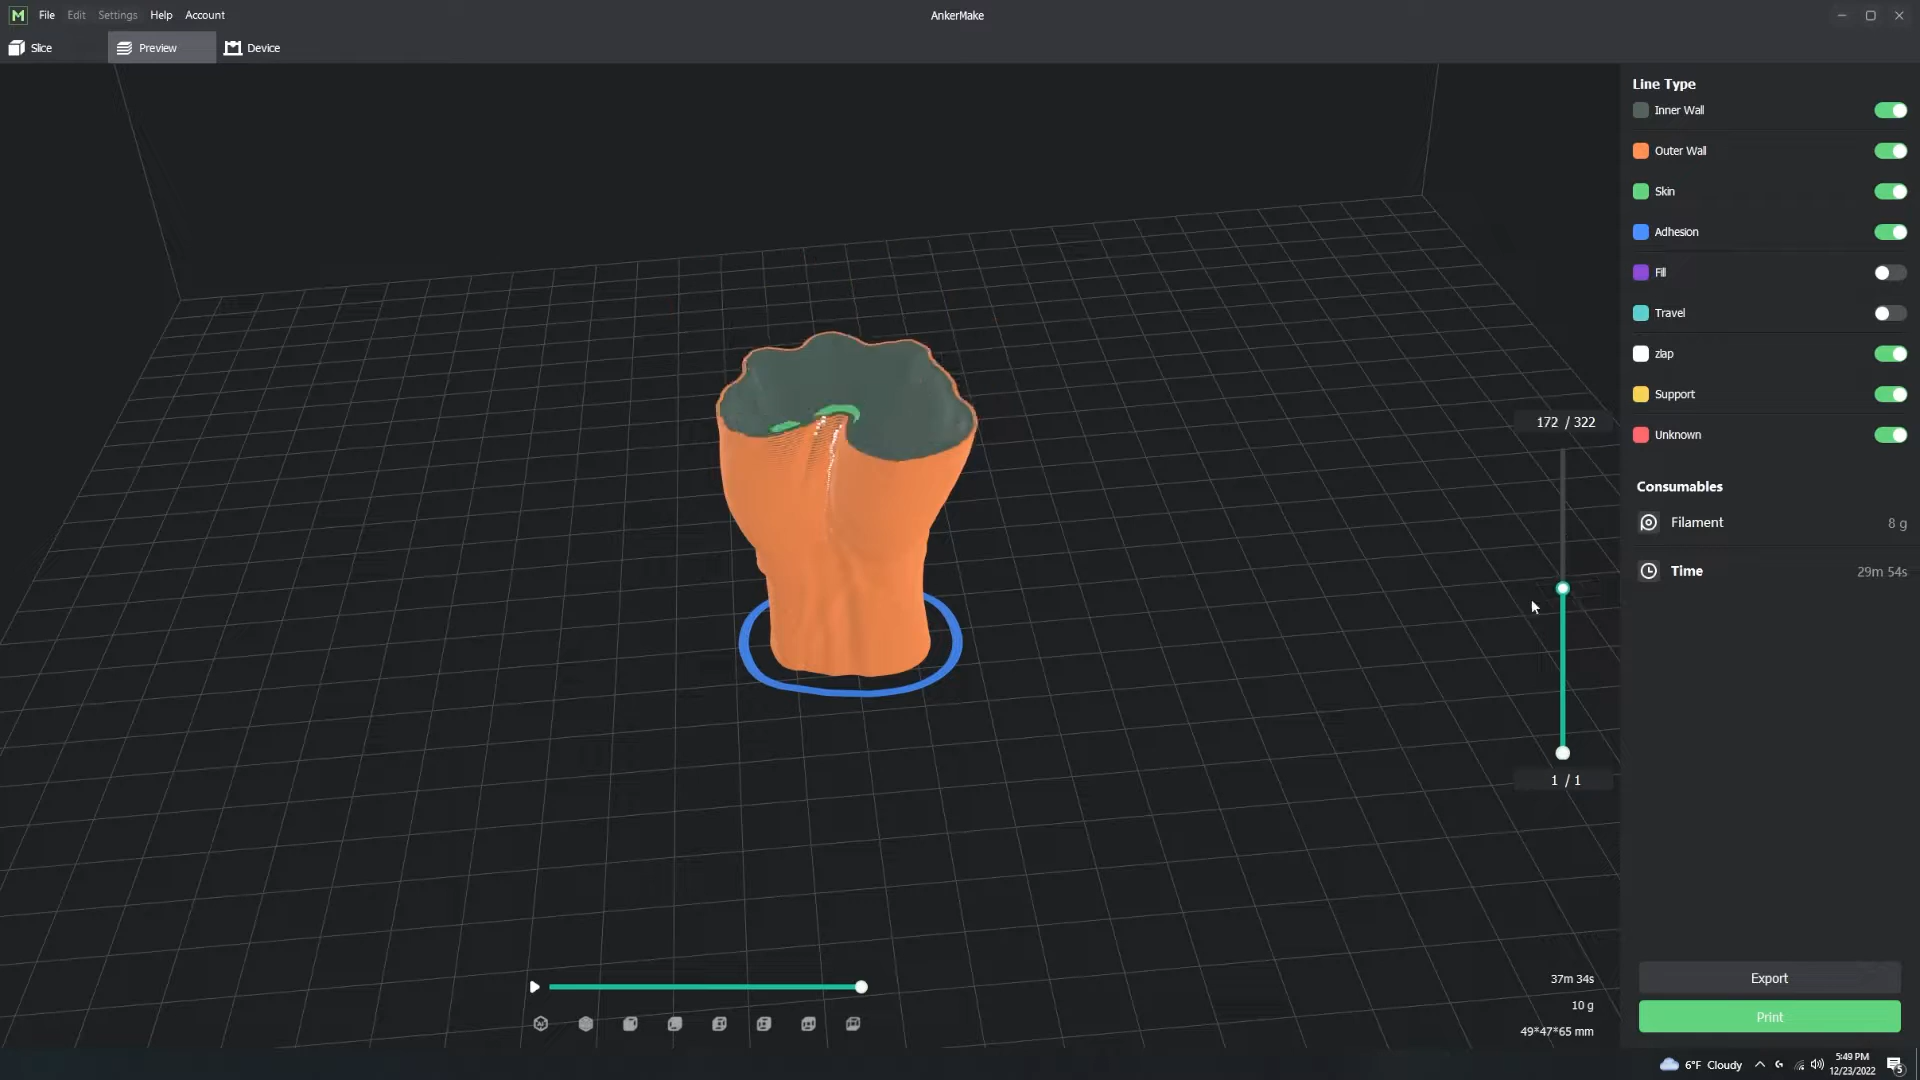 M File Edit Settings Help Account
AnkerMake
Slice Preview Device
Line Type
Inner Wall
Outer Wall
Skin
Adhesion
Fill
Travel
zlap
Support
Unknown
172 / 322
1 / 1
Consumables
Filament 8 g
Time 29m 54s
37m 34s
10 g
49*47*65 mm
Export
Print
6°F Cloudy
5:49 PM
12/23/2022
5